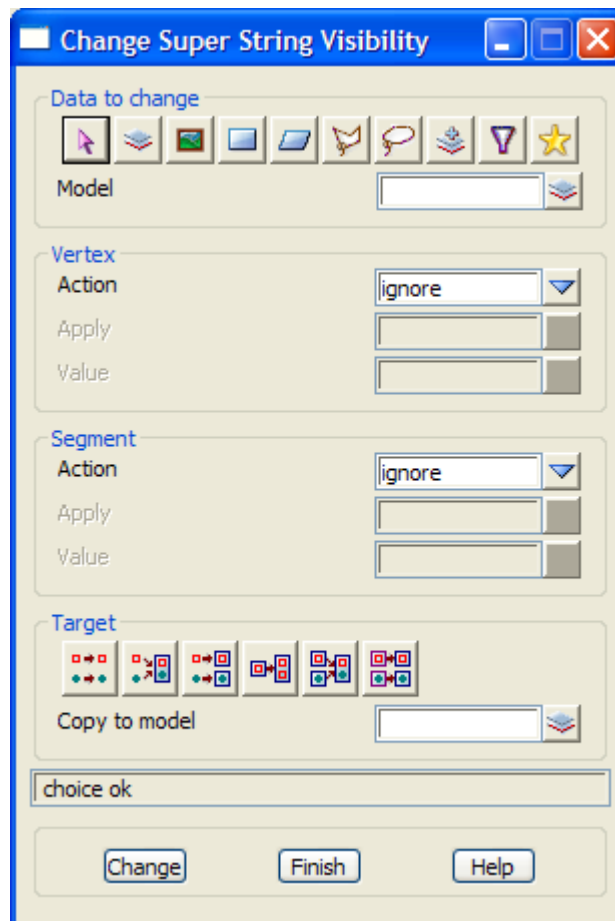 Change Super String Visibility
Data to change
Model
Vertex
Action ignore
Apply
Value
Segment
Action ignore
Apply
Value
Target
Copy to model
choice ok
Change Finish Help